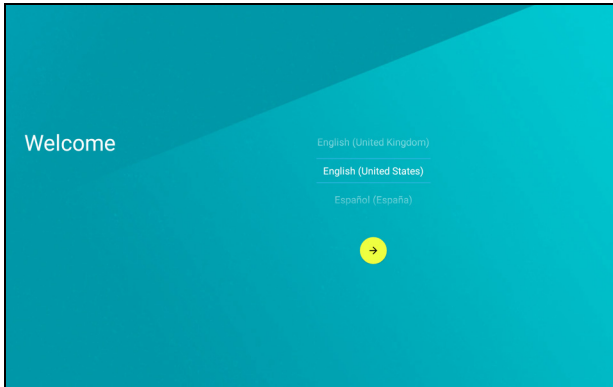 Welcome
English (United Kingdom)
English (United States)
Español (España)